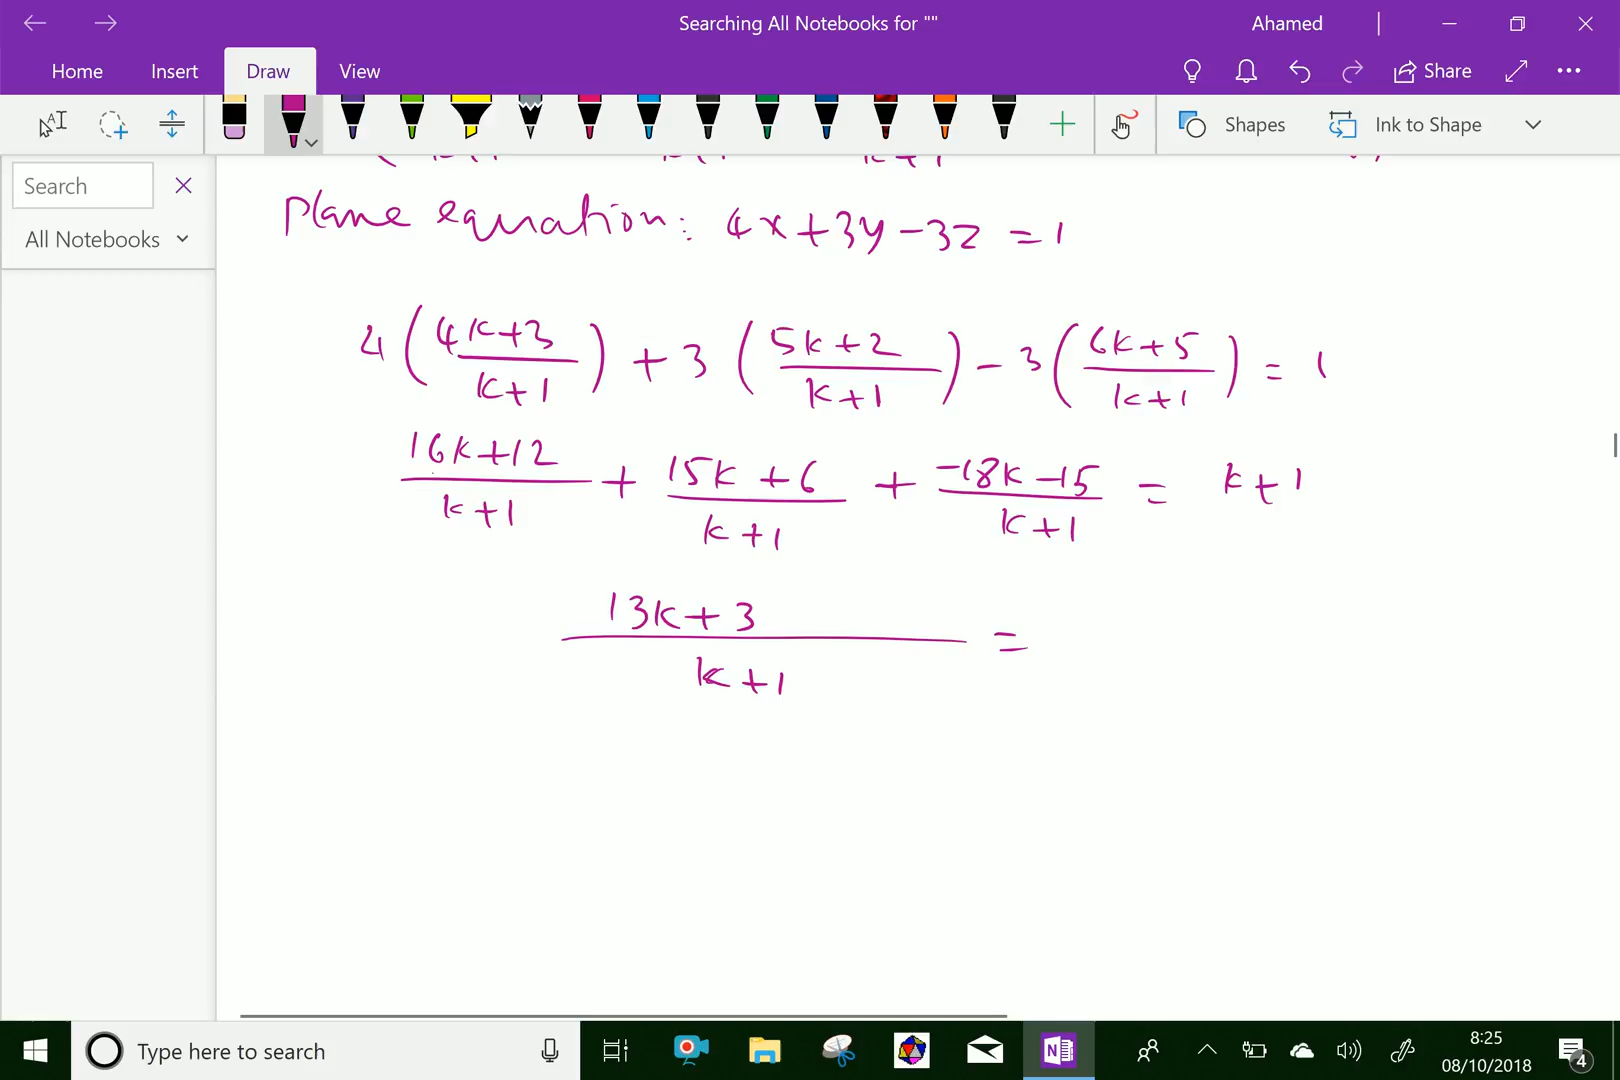 Searching All Notebooks for ""
Ahamed
Home Insert Draw View
Share
Shapes
Ink to Shape
Search
All Notebooks
k+1
Plane equation: 4x+3y-3z=1
4(4k+3/k+1)+3(5k+2/k+1)-3(6k+5/k+1)=1
16k+12/k+1 + 15k+6/k+1 + -18k-15/k+1 = k+1
13k+3/k+1 =
Type here to search
8:25
08/10/2018
4